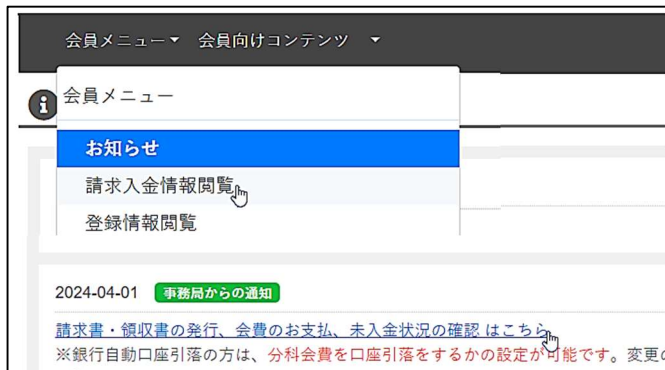 会員メニュー▼ 会員向けコンテンツ ▼
会員メニュー
お知らせ
請求入金情報閲覧
登録情報閲覧
2024-04-01 事務局からの通知
請求書・領収書の発行、会費のお支払、未入金状況の確認 はこちら
※銀行自動口座引落の方は、分科会費を口座引落をするかの設定が可能です。変更の